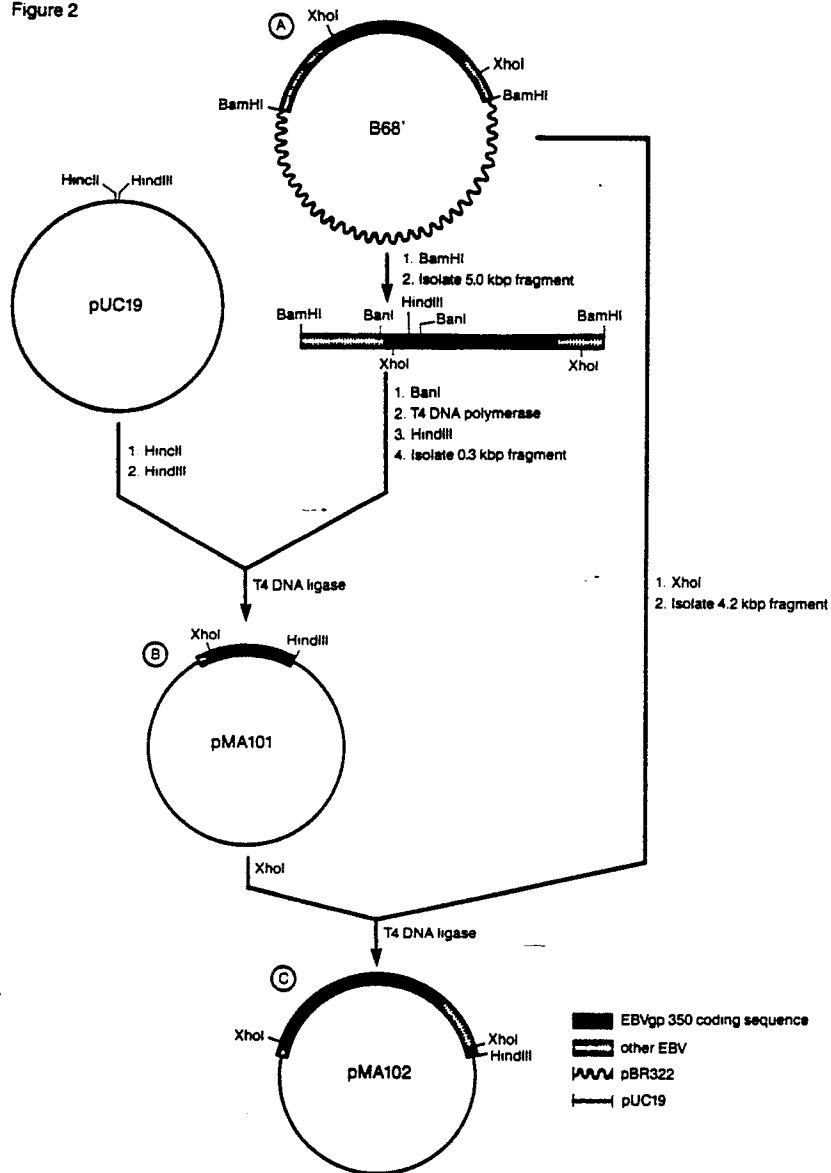 Figure 2
A
XhoI
XhoI
BamHI
BamHI
B68'
HincII
HindIII
pUC19
1. BamHI
2. Isolate 5.0 kbp fragment
HindIII
BamHI
BanI
BanI
BamHI
XhoI
XhoI
1. BanI
2. T4 DNA polymerase
3. HindIII
4. Isolate 0.3 kbp fragment
1. HincII
2. HindIII
T4 DNA ligase
1. XhoI
2. Isolate 4.2 kbp fragment
B
XhoI
HindIII
pMA101
XhoI
T4 DNA ligase
C
XhoI
XhoI
HindIII
pMA102
EBVgp 350 coding sequence
other EBV
pBR322
pUC19